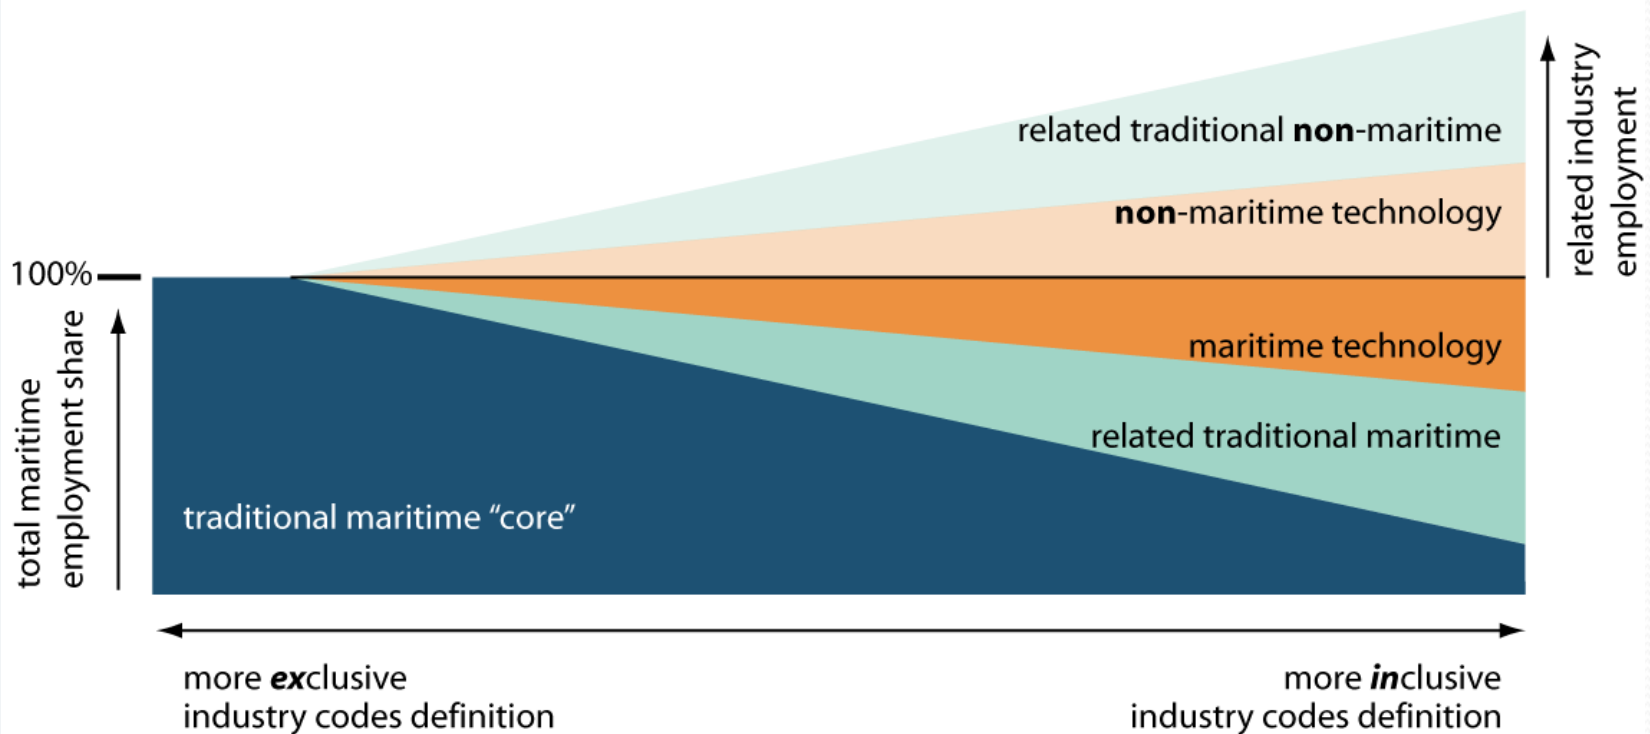 related traditional non-maritime
non-maritime technology
related industry
employment
100%
maritime technology
related traditional maritime
total maritime
employment share
traditional maritime “core”
more exclusive
industry codes definition
more inclusive
industry codes definition